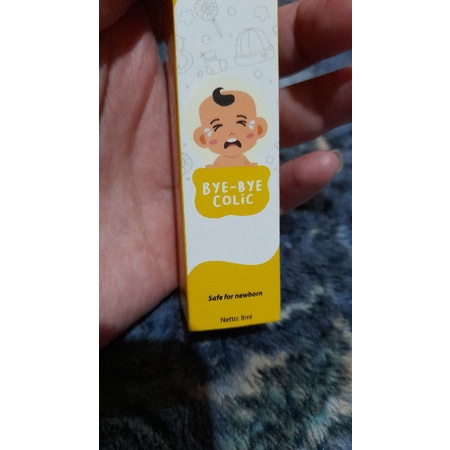 BYE-BYE
COLIC
Safe for newborn
Netto: 8ml